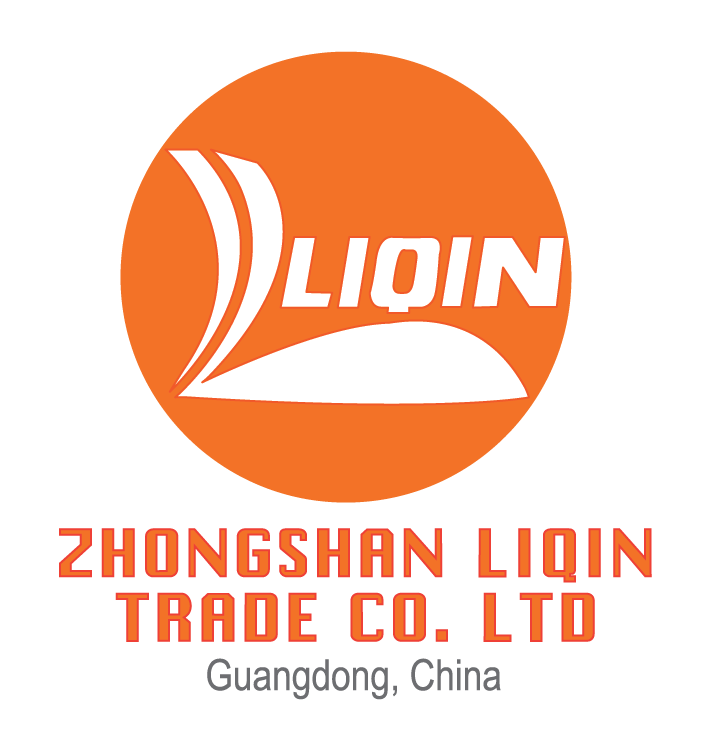 LIQIN
ZHONGSHAN LIQIN
TRADE CO. LTD
Guangdong, China